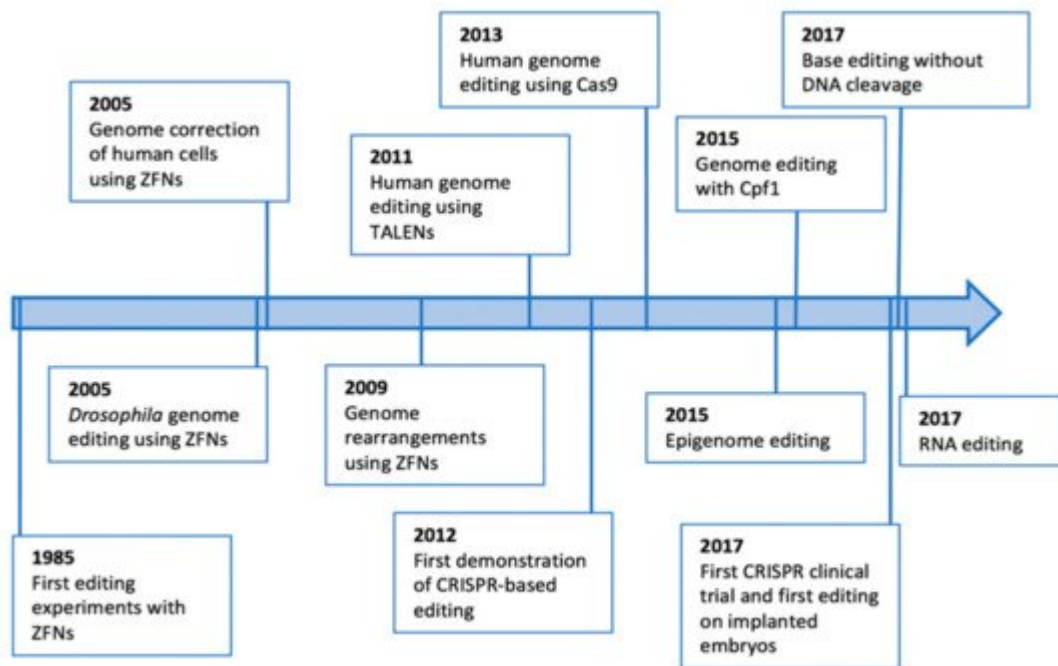 2013
Human genome
editing using Cas9
2017
Base editing without
DNA cleavage
2005
Genome correction
of human cells
using ZFNs
2011
Human genome
editing using
TALENs
2015
Genome editing
with Cpf1
2005
Drosophila genome
editing using ZFNs
2009
Genome
rearrangements
using ZFNs
2015
Epigenome editing
2017
RNA editing
1985
First editing
experiments with
ZFNs
2012
First demonstration
of CRISPR-based
editing
2017
First CRISPR clinical
trial and first editing
on implanted
embryos